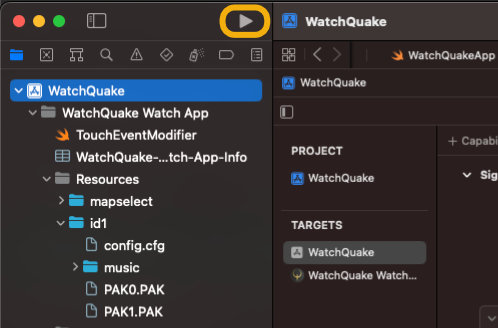 WatchQuake
WatchQuakeApp
WatchQuake
WatchQuake
WatchQuake Watch App
TouchEventModifier
WatchQuake-...tch-App-Info
Resources
mapselect
id1
config.cfg
music
PAK0.PAK
PAK1.PAK
PROJECT
WatchQuake
TARGETS
WatchQuake
WatchQuake Watch...
+ Capabi
Sig